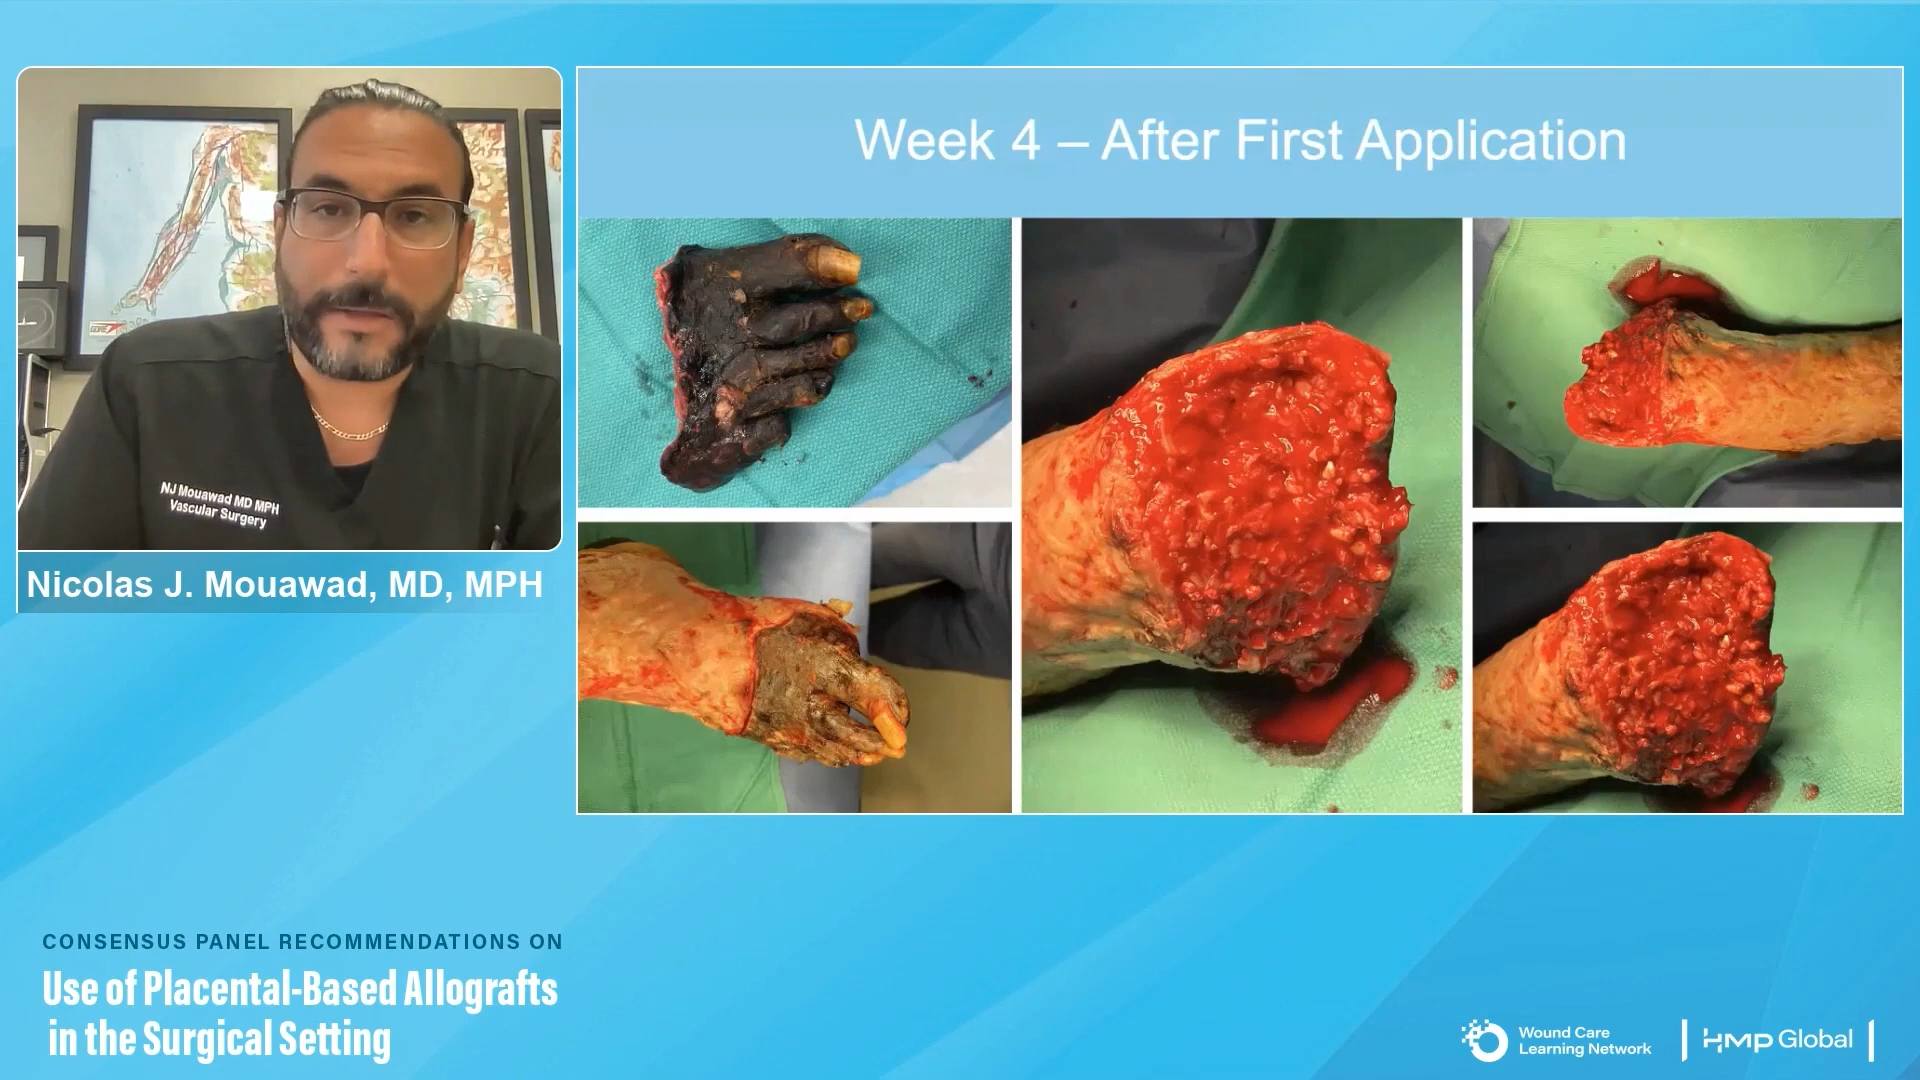 Week 4 – After First Application
NJ Mouawad MD MPH
Vascular Surgery
Nicolas J. Mouawad, MD, MPH
CONSENSUS PANEL RECOMMENDATIONS ON
Use of Placental-Based Allografts
in the Surgical Setting
Wound Care
Learning Network
HMP Global